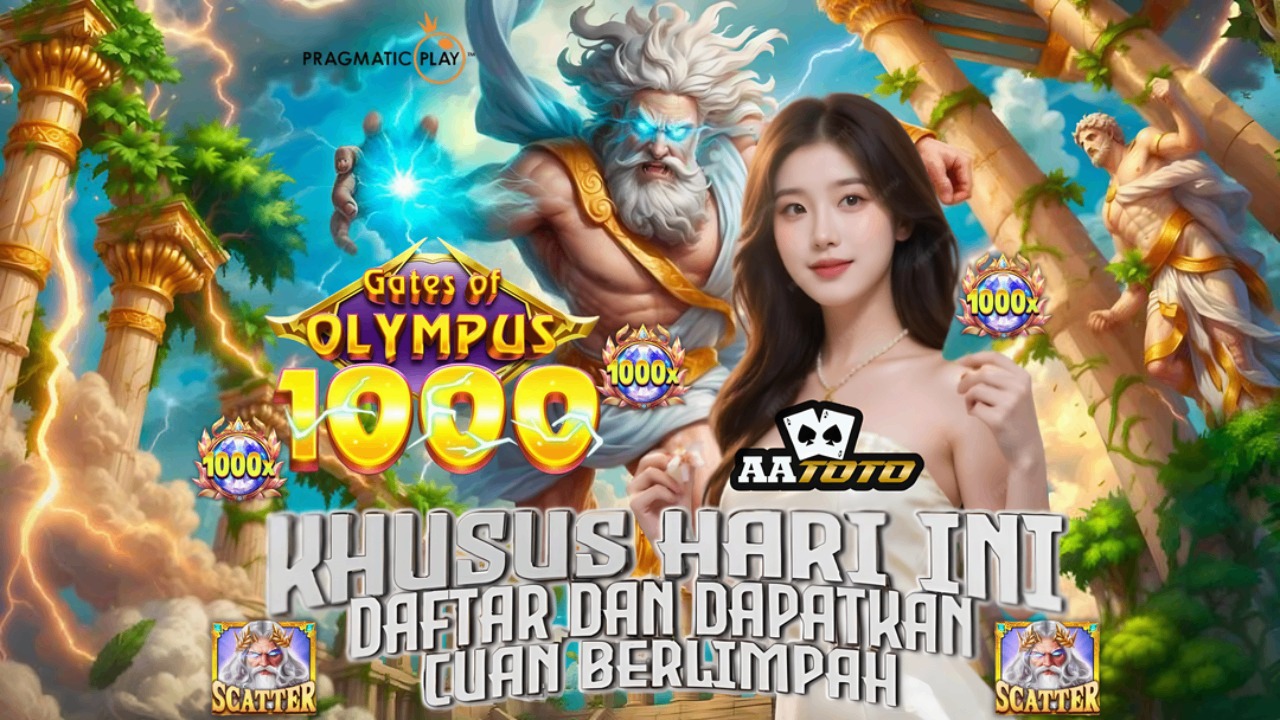 PRAGMATIC PLAY™
Gates of
OLYMPUS
1000
1000x
1000x
1000x
AATOTO
KHUSUS HARI INI
DAFTAR DAN DAPATKAN
CUAN BERLIMPAH
SCATTER
SCATTER